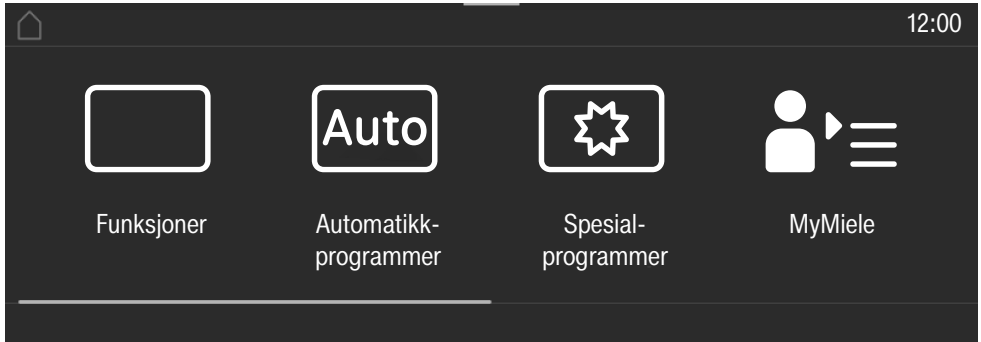 12:00
Auto
Funksjoner
Automatikk-
programmer
Spesial-
programmer
MyMiele